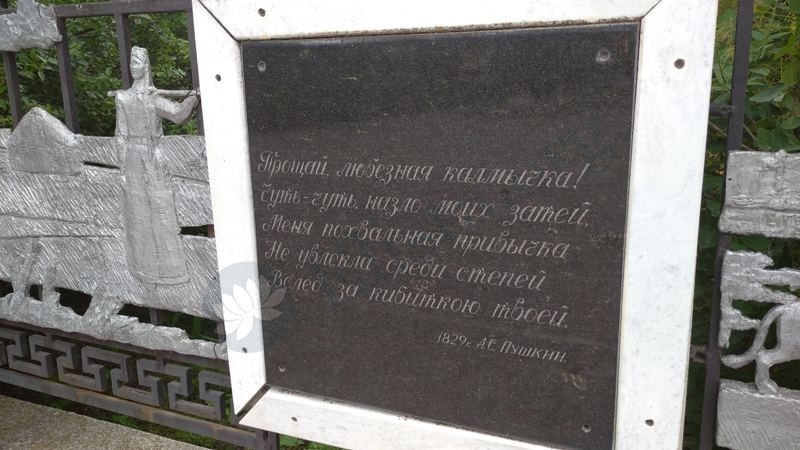 Прощай, любезная калмычка!
Чуть-чуть, назло моих затей,
Меня похвальная привычка
Не увлекла среди степей
Вслед за кибиткою твоей.
1829г. А.С. Пушкин.